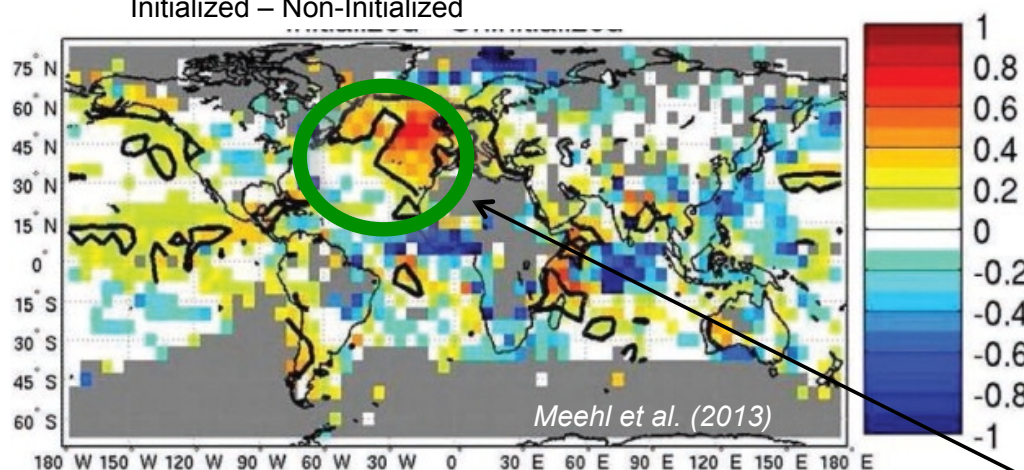 Initialized – Non-Initialized
Initialized - Uninitialized
1
0.8
0.6
0.4
0.2
0
-0.2
-0.4
-0.6
-0.8
-1
75° N
60° N
45° N
30° N
15° N
0°
15° S
30° S
45° S
60° S
Meehl et al. (2013)
180 W 150 W 120 W 90 W 60 W 30 W 0 30 E 60 E 90 E 120 E 150 E 180 E